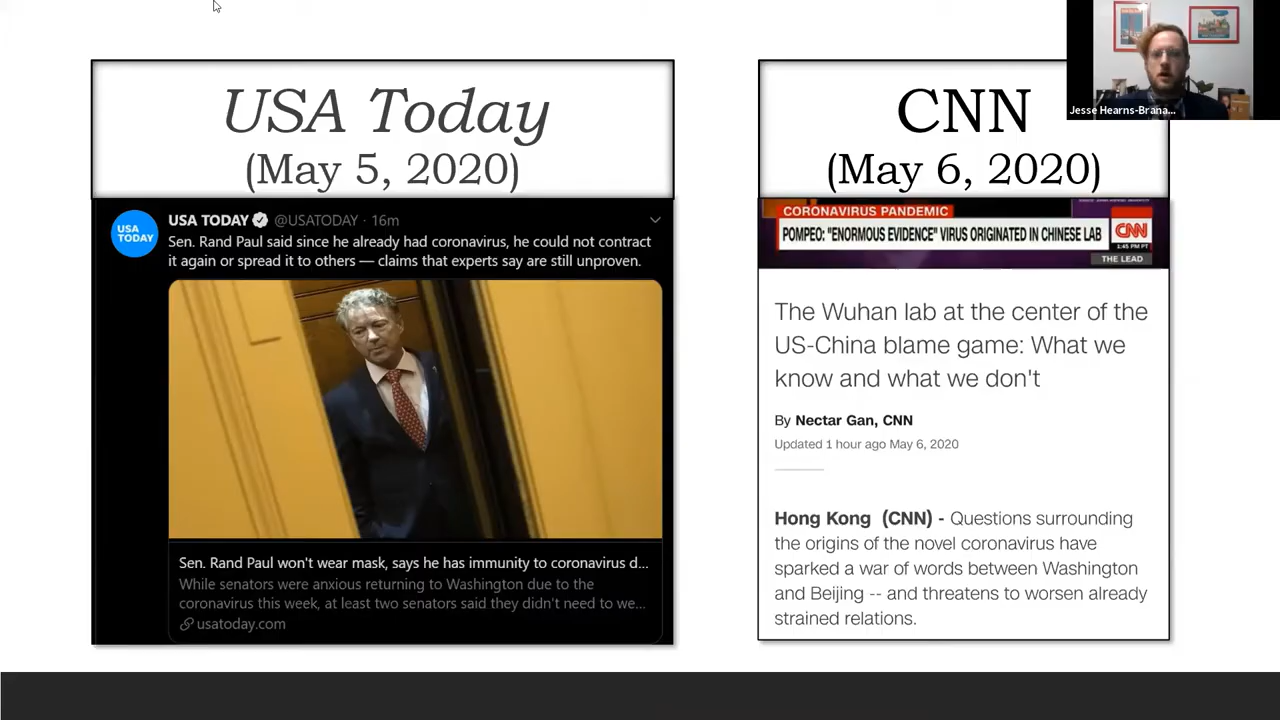 USA Today
(May 5, 2020)
USA TODAY
USA TODAY @USATODAY · 16m
Sen. Rand Paul said since he already had coronavirus, he could not contract
it again or spread it to others — claims that experts say are still unproven.
Sen. Rand Paul won't wear mask, says he has immunity to coronavirus d...
While senators were anxious returning to Washington due to the
coronavirus this week, at least two senators said they didn't need to we...
usatoday.com
CNN
(May 6, 2020)
Jesse Hearns-Brana...
CORONAVIRUS PANDEMIC
POMPEO: "ENORMOUS EVIDENCE" VIRUS ORIGINATED IN CHINESE LAB
CNN
1:45 PM PT
THE LEAD
The Wuhan lab at the center of the
US-China blame game: What we
know and what we don't
By Nectar Gan, CNN
Updated 1 hour ago May 6, 2020
Hong Kong (CNN) - Questions surrounding
the origins of the novel coronavirus have
sparked a war of words between Washington
and Beijing -- and threatens to worsen already
strained relations.